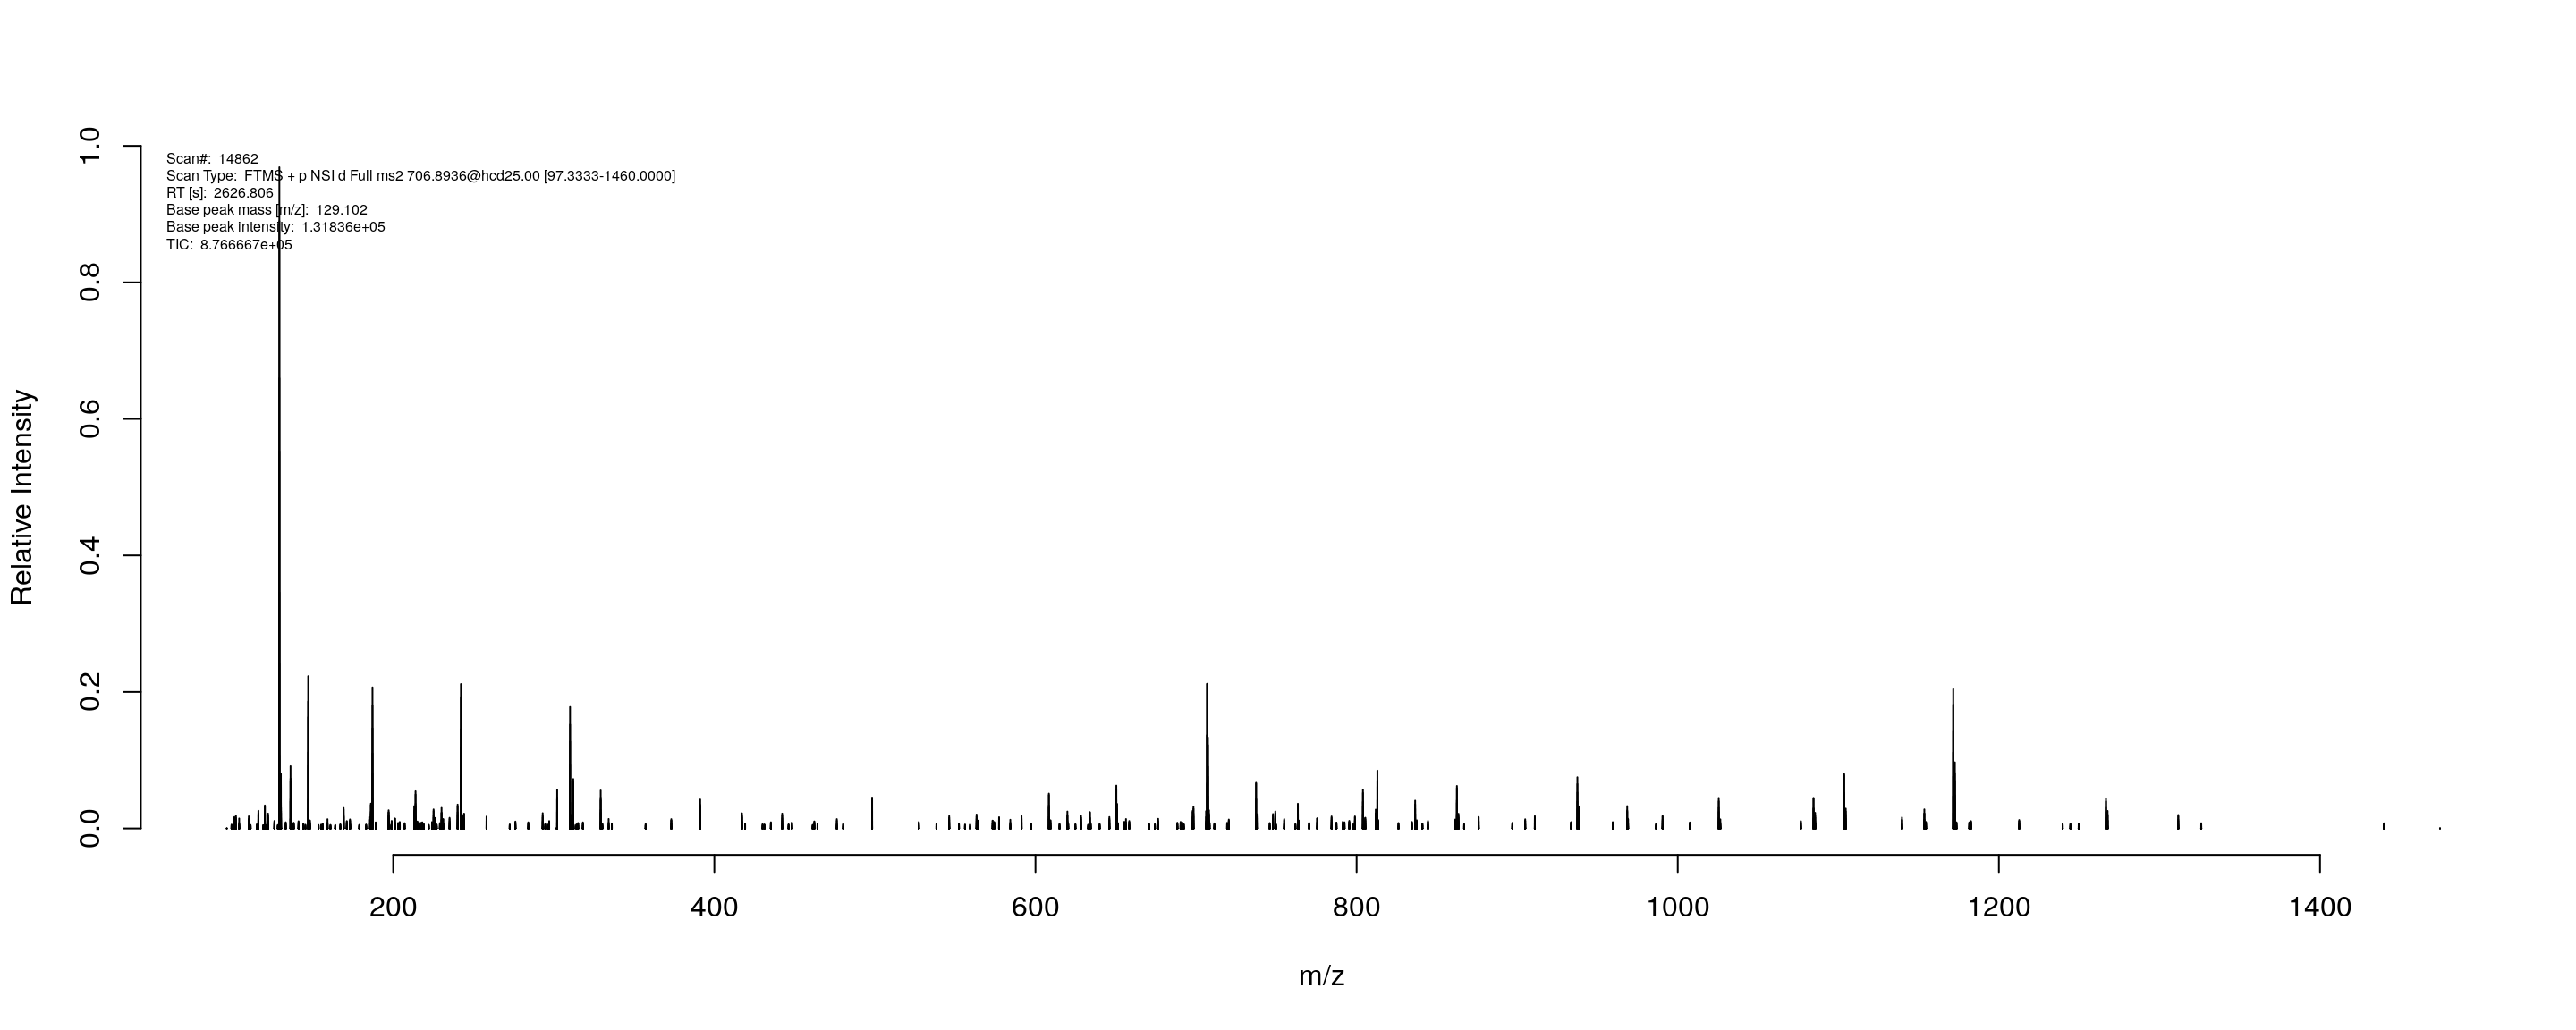 Scan#: 14862
Scan Type: FTMS + p NSI d Full ms2 706.8936@hcd25.00 [97.3333-1460.0000]
RT [s]: 2626.806
Base peak mass [m/z]: 129.102
Base peak intensity: 1.31836e+05
TIC: 8.766667e+05
1.0
0.8
0.6
0.4
0.2
0.0
Relative Intensity
200 400 600 800 1000 1200 1400
m/z